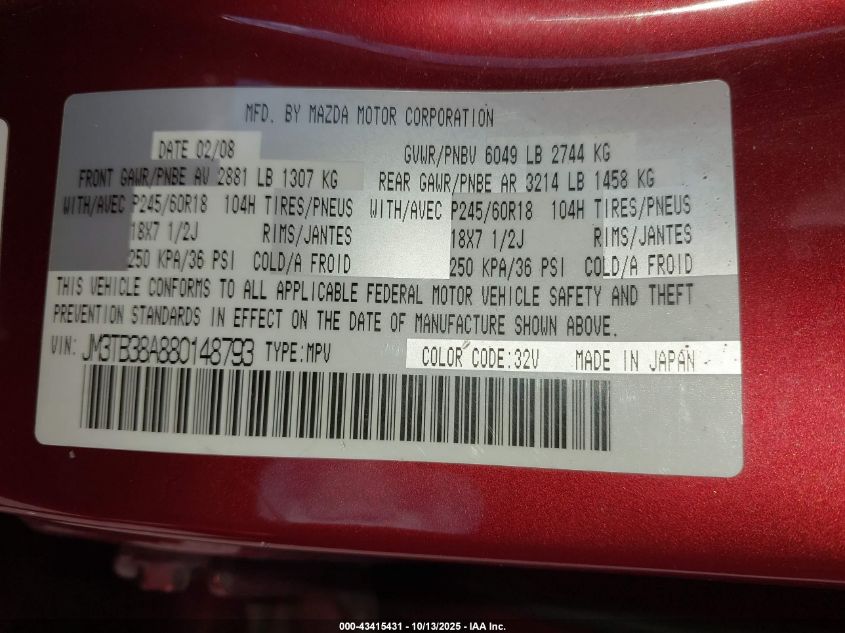 MFD. BY MAZDA MOTOR CORPORATION
DATE 02/08 GVWR/PNBV 6049 LB 2744 KG
FRONT GAWR/PNBE AV 2881 LB 1307 KG REAR GAWR/PNBE AR 3214 LB 1458 KG
WITH/AVEC P245/60R18 104H TIRES/PNEUS WITH/AVEC P245/60R18 104H TIRES/PNEUS
18X7 1/2J RIMS/JANTES 18X7 1/2J RIMS/JANTES
250 KPA/36 PSI COLD/A FROID 250 KPA/36 PSI COLD/A FROID
THIS VEHICLE CONFORMS TO ALL APPLICABLE FEDERAL MOTOR VEHICLE SAFETY AND THEFT
PREVENTION STANDARDS IN EFFECT ON THE DATE OF MANUFACTURE SHOWN ABOVE.
VIN: JM3TB38A880148793 TYPE:MPV COLOR CODE:32V MADE IN JAPAN
000-43415431 | 10/13/2025 - IAA Inc.